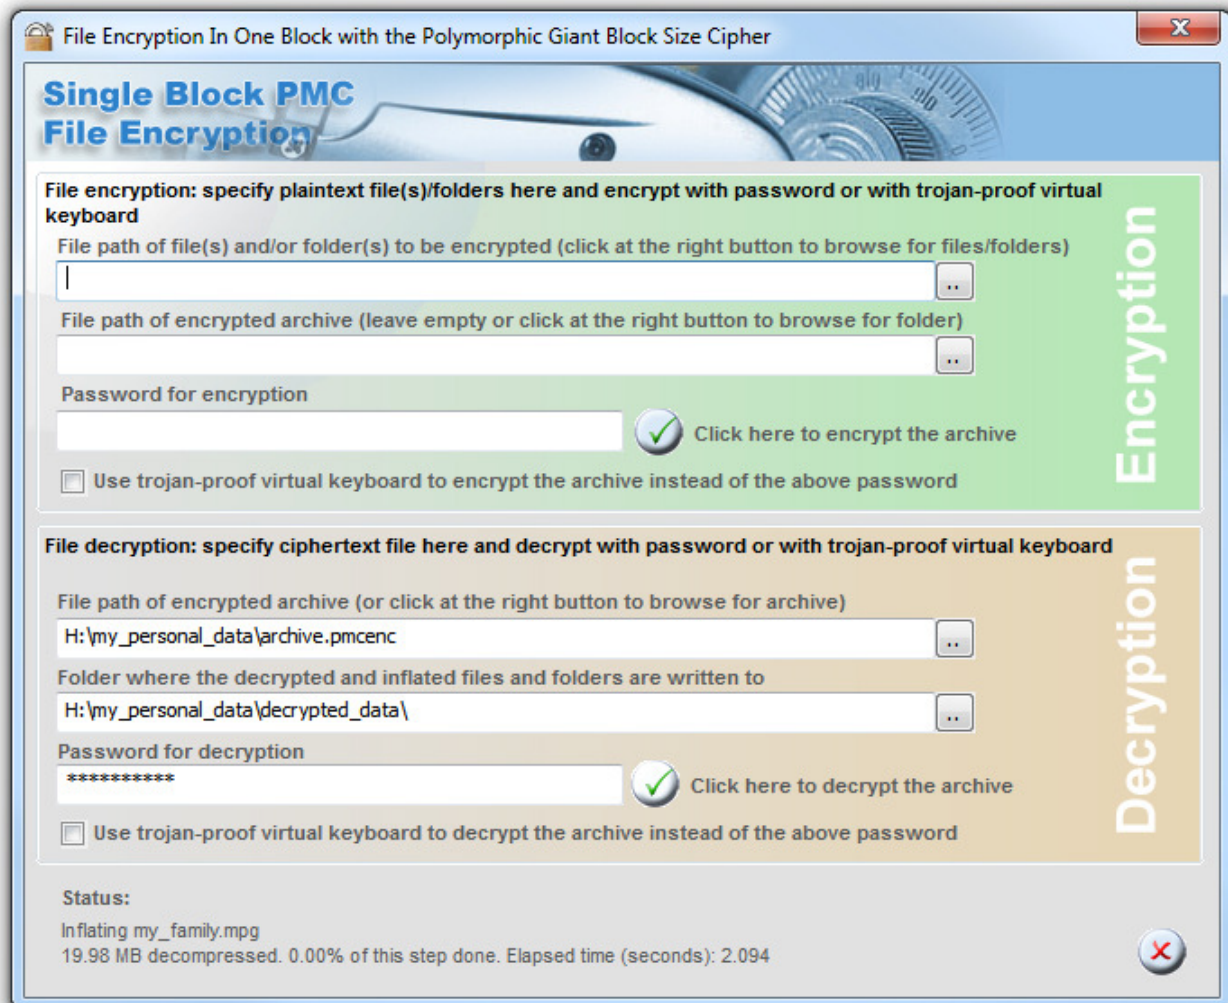 File Encryption In One Block with the Polymorphic Giant Block Size Cipher
Single Block PMC
File Encryption
File encryption: specify plaintext file(s)/folders here and encrypt with password or with trojan-proof virtual
keyboard
File path of file(s) and/or folder(s) to be encrypted (click at the right button to browse for files/folders)
..
File path of encrypted archive (leave empty or click at the right button to browse for folder)
..
Password for encryption
Click here to encrypt the archive
Use trojan-proof virtual keyboard to encrypt the archive instead of the above password
Encryption
File decryption: specify ciphertext file here and decrypt with password or with trojan-proof virtual keyboard
File path of encrypted archive (or click at the right button to browse for archive)
H:\my_personal_data\archive.pmcenc
..
Folder where the decrypted and inflated files and folders are written to
H:\my_personal_data\decrypted_data\
..
Password for decryption
**********
Click here to decrypt the archive
Use trojan-proof virtual keyboard to decrypt the archive instead of the above password
Decryption
Status:
Inflating my_family.mpg
19.98 MB decompressed. 0.00% of this step done. Elapsed time (seconds): 2.094